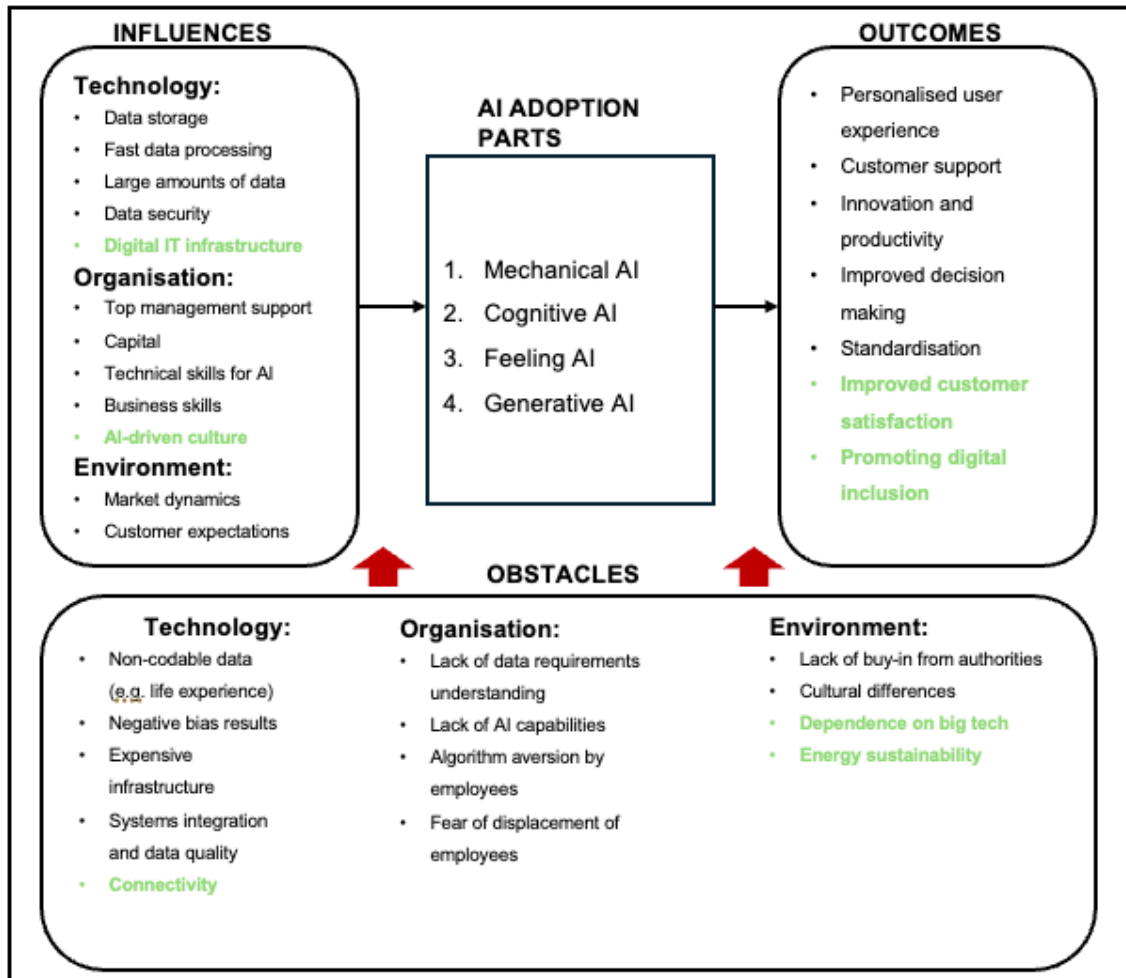 INFLUENCES
Technology:
• Data storage
• Fast data processing
• Large amounts of data
• Data security
• Digital IT infrastructure
Organisation:
• Top management support
• Capital
• Technical skills for AI
• Business skills
• AI-driven culture
Environment:
• Market dynamics
• Customer expectations
AI ADOPTION
PARTS
1. Mechanical AI
2. Cognitive AI
3. Feeling AI
4. Generative AI
OUTCOMES
• Personalised user
experience
• Customer support
• Innovation and
productivity
• Improved decision
making
• Standardisation
• Improved customer
satisfaction
• Promoting digital
inclusion
OBSTACLES
Technology:
• Non-codable data
(e.g. life experience)
• Negative bias results
• Expensive
infrastructure
• Systems integration
and data quality
• Connectivity
Organisation:
• Lack of data requirements
understanding
• Lack of AI capabilities
• Algorithm aversion by
employees
• Fear of displacement of
employees
Environment:
• Lack of buy-in from authorities
• Cultural differences
• Dependence on big tech
• Energy sustainability